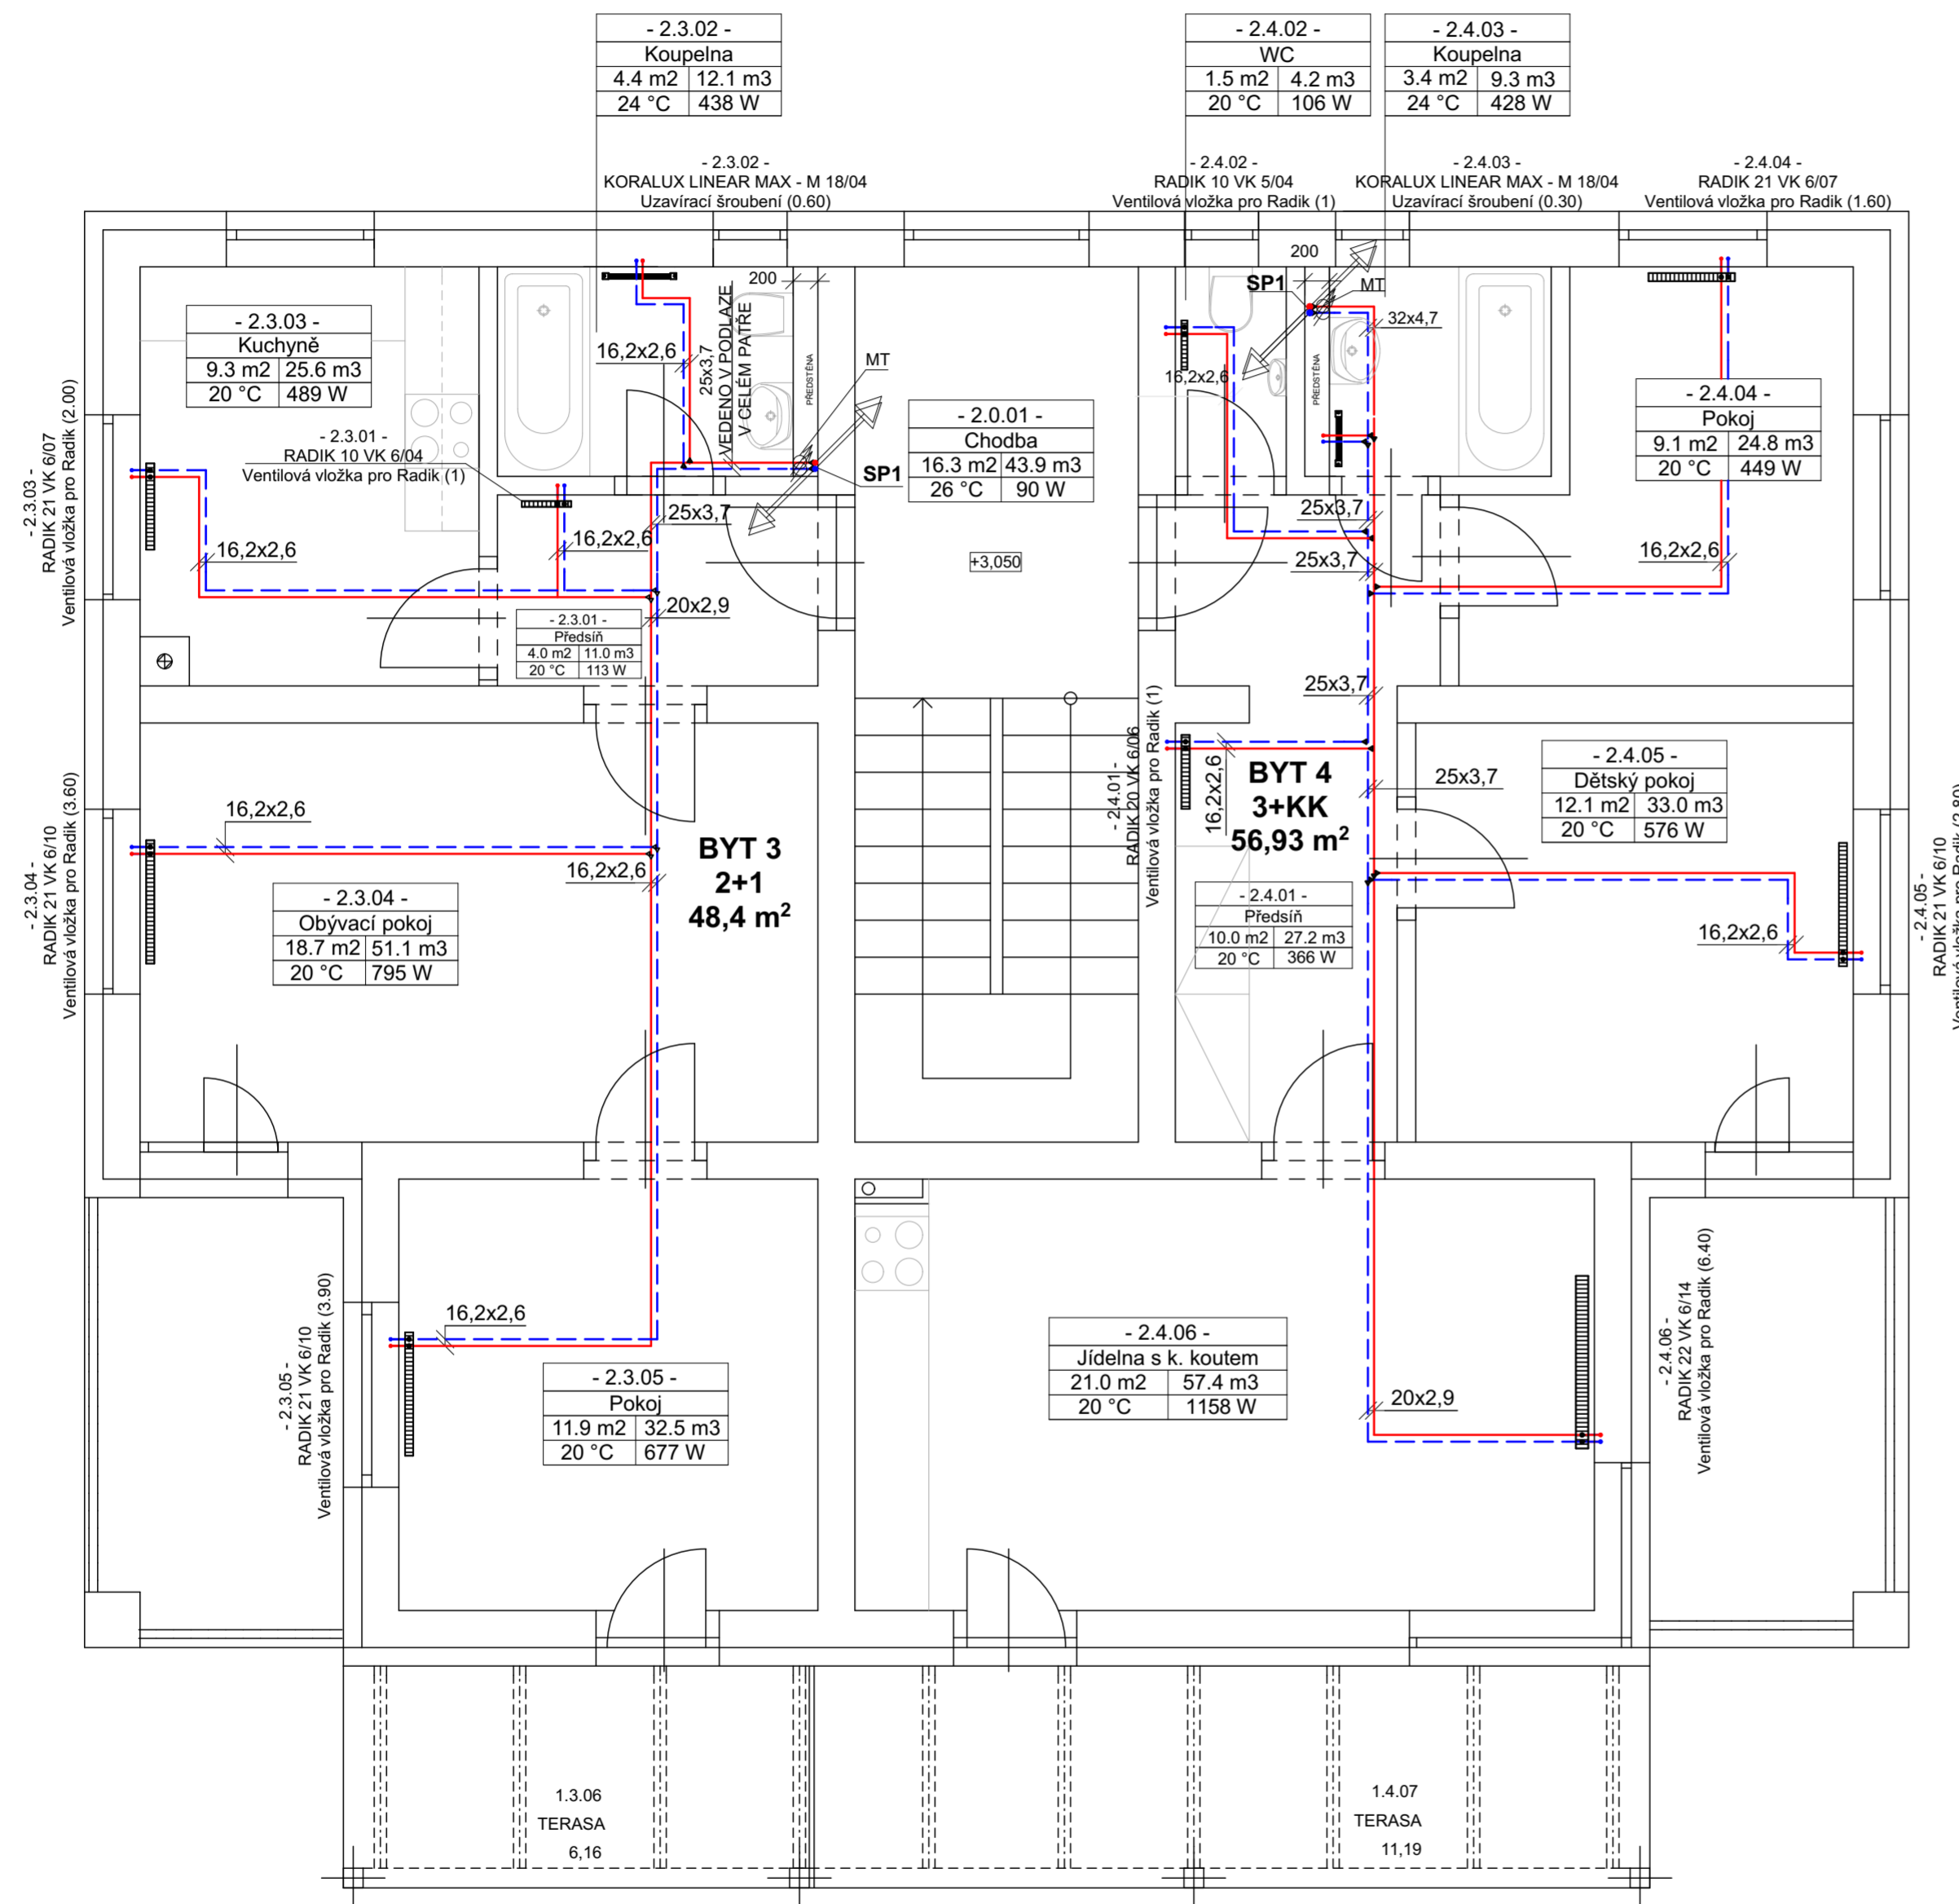 - 2.3.02 -
Koupelna
4.4 m2 12.1 m3
24 °C 438 W
- 2.4.02 -
WC
1.5 m2 4.2 m3
20 °C 106 W
- 2.4.03 -
Koupelna
3.4 m2 9.3 m3
24 °C 428 W
- 2.3.02 -
KORALUX LINEAR MAX - M 18/04
Uzavírací šroubení (0.60)
- 2.4.02 -
RADIK 10 VK 5/04
Ventilová vložka pro Radik (1)
- 2.4.03 -
KORALUX LINEAR MAX - M 18/04
Uzavírací šroubení (0.30)
- 2.4.04 -
RADIK 21 VK 6/07
Ventilová vložka pro Radik (1.60)
200
200
SP1
MT
- 2.3.03 -
Kuchyně
9.3 m2 25.6 m3
20 °C 489 W
16,2x2,6
25x3,7
VEDENO V PODLAZE
V CELÉM PATŘE
PŘEDSTĚNA
MT
SP1
16,2x2,6
PŘEDSTĚNA
32x4,7
- 2.0.01 -
Chodba
16.3 m2 43.9 m3
26 °C 90 W
+3,050
- 2.4.04 -
Pokoj
9.1 m2 24.8 m3
20 °C 449 W
- 2.3.03 -
RADIK 21 VK 6/07
Ventilová vložka pro Radik (2.00)
- 2.3.01 -
RADIK 10 VK 6/04
Ventilová vložka pro Radik (1)
16,2x2,6
16,2x2,6
25x3,7
20x2,9
25x3,7
25x3,7
16,2x2,6
- 2.3.01 -
Předsíň
4.0 m2 11.0 m3
20 °C 113 W
25x3,7
- 2.4.01 -
RADIK 20 VK 6/06
Ventilová vložka pro Radik (1)
16,2x2,6
BYT 4
3+KK
56,93 m²
25x3,7
- 2.4.05 -
Dětský pokoj
12.1 m2 33.0 m3
20 °C 576 W
- 2.3.04 -
RADIK 21 VK 6/10
Ventilová vložka pro Radik (3.60)
16,2x2,6
16,2x2,6
BYT 3
2+1
48,4 m²
- 2.3.04 -
Obývací pokoj
18.7 m2 51.1 m3
20 °C 795 W
- 2.4.01 -
Předsíň
10.0 m2 27.2 m3
20 °C 366 W
16,2x2,6
- 2.4.05 -
RADIK 21 VK 6/10
- 2.3.05 -
RADIK 21 VK 6/10
Ventilová vložka pro Radik (3.90)
16,2x2,6
- 2.3.05 -
Pokoj
11.9 m2 32.5 m3
20 °C 677 W
- 2.4.06 -
Jídelna s k. koutem
21.0 m2 57.4 m3
20 °C 1158 W
20x2,9
- 2.4.06 -
RADIK 22 VK 6/14
Ventilová vložka pro Radik (6.40)
1.3.06
TERASA
6,16
1.4.07
TERASA
11,19